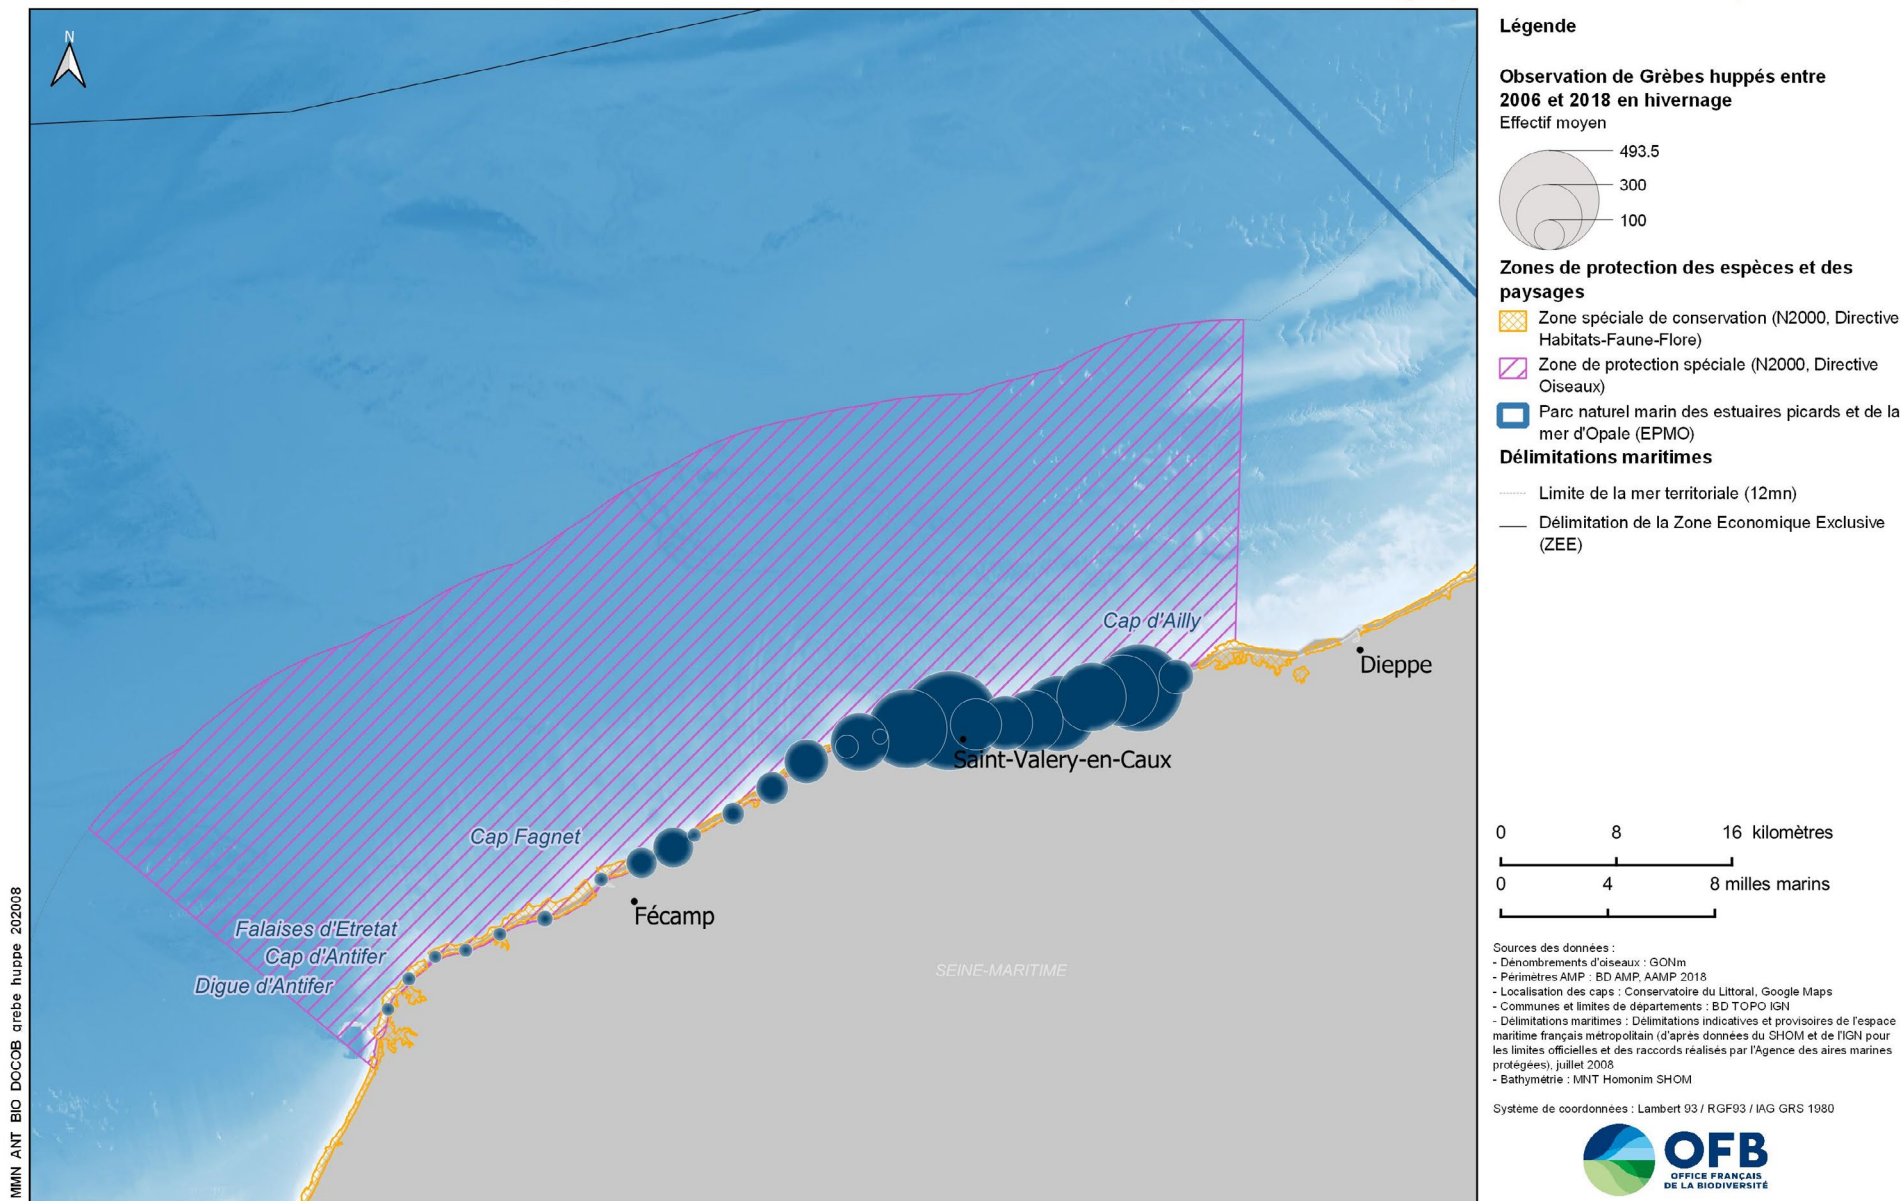 N
Cap d'Ailly
Dieppe
Saint-Valery-en-Caux
Cap Fagnet
Fécamp
Falaises d'Etretat
Cap d'Antifer
Digue d'Antifer
SEINE-MARITIME
MMN ANT BIO DOCOB grebe huppe 202008
Légende
Observation de Grèbes huppés entre
2006 et 2018 en hivernage
Effectif moyen
493.5
300
100
Zones de protection des espèces et des
paysages
Zone spéciale de conservation (N2000, Directive
Habitats-Faune-Flore)
Zone de protection spéciale (N2000, Directive
Oiseaux)
Parc naturel marin des estuaires picards et de la
mer d'Opale (EPMO)
Délimitations maritimes
Limite de la mer territoriale (12mn)
Délimitation de la Zone Economique Exclusive
(ZEE)
0 8 16 kilomètres
0 4 8 milles marins
Sources des données :
- Dénombrements d'oiseaux : GONm
- Périmètres AMP : BD AMP, AAMP 2018
- Localisation des caps : Conservatoire du Littoral, Google Maps
- Communes et limites de départements : BD TOPO IGN
- Délimitations maritimes : Délimitations indicatives et provisoires de l'espace
maritime français métropolitain (d'après données du SHOM et de l'IGN pour
les limites officielles et des raccords réalisés par l'Agence des aires marines
protégées), juillet 2008
- Bathymétrie : MNT Homonim SHOM
Système de coordonnées : Lambert 93 / RGF93 / IAG GRS 1980
OFB
OFFICE FRANÇAIS
DE LA BIODIVERSITÉ